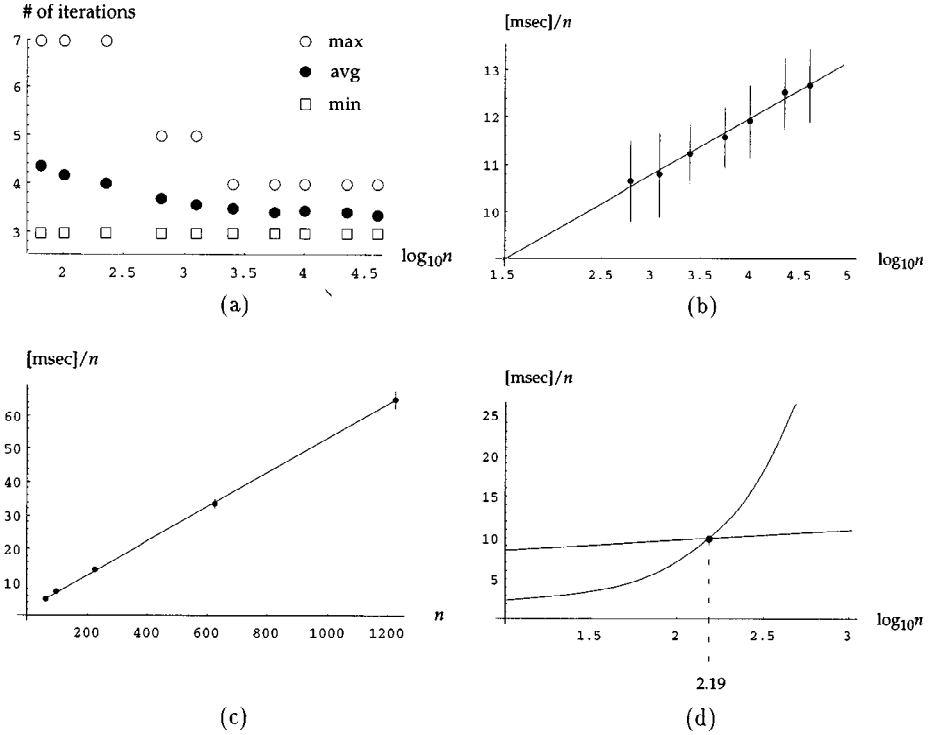 # of iterations
7
6
5
4
3
max
avg
min
2 2.5 3 3.5 4 4.5
log10n
(a)
[msec]/n
13
12
11
10
1.5 2.5 3 3.5 4 4.5 5
log10n
(b)
[msec]/n
60
50
40
30
20
10
200 400 600 800 1000 1200
n
(c)
[msec]/n
25
20
15
10
5
1.5 2 2.5 3
log10n
2.19
(d)